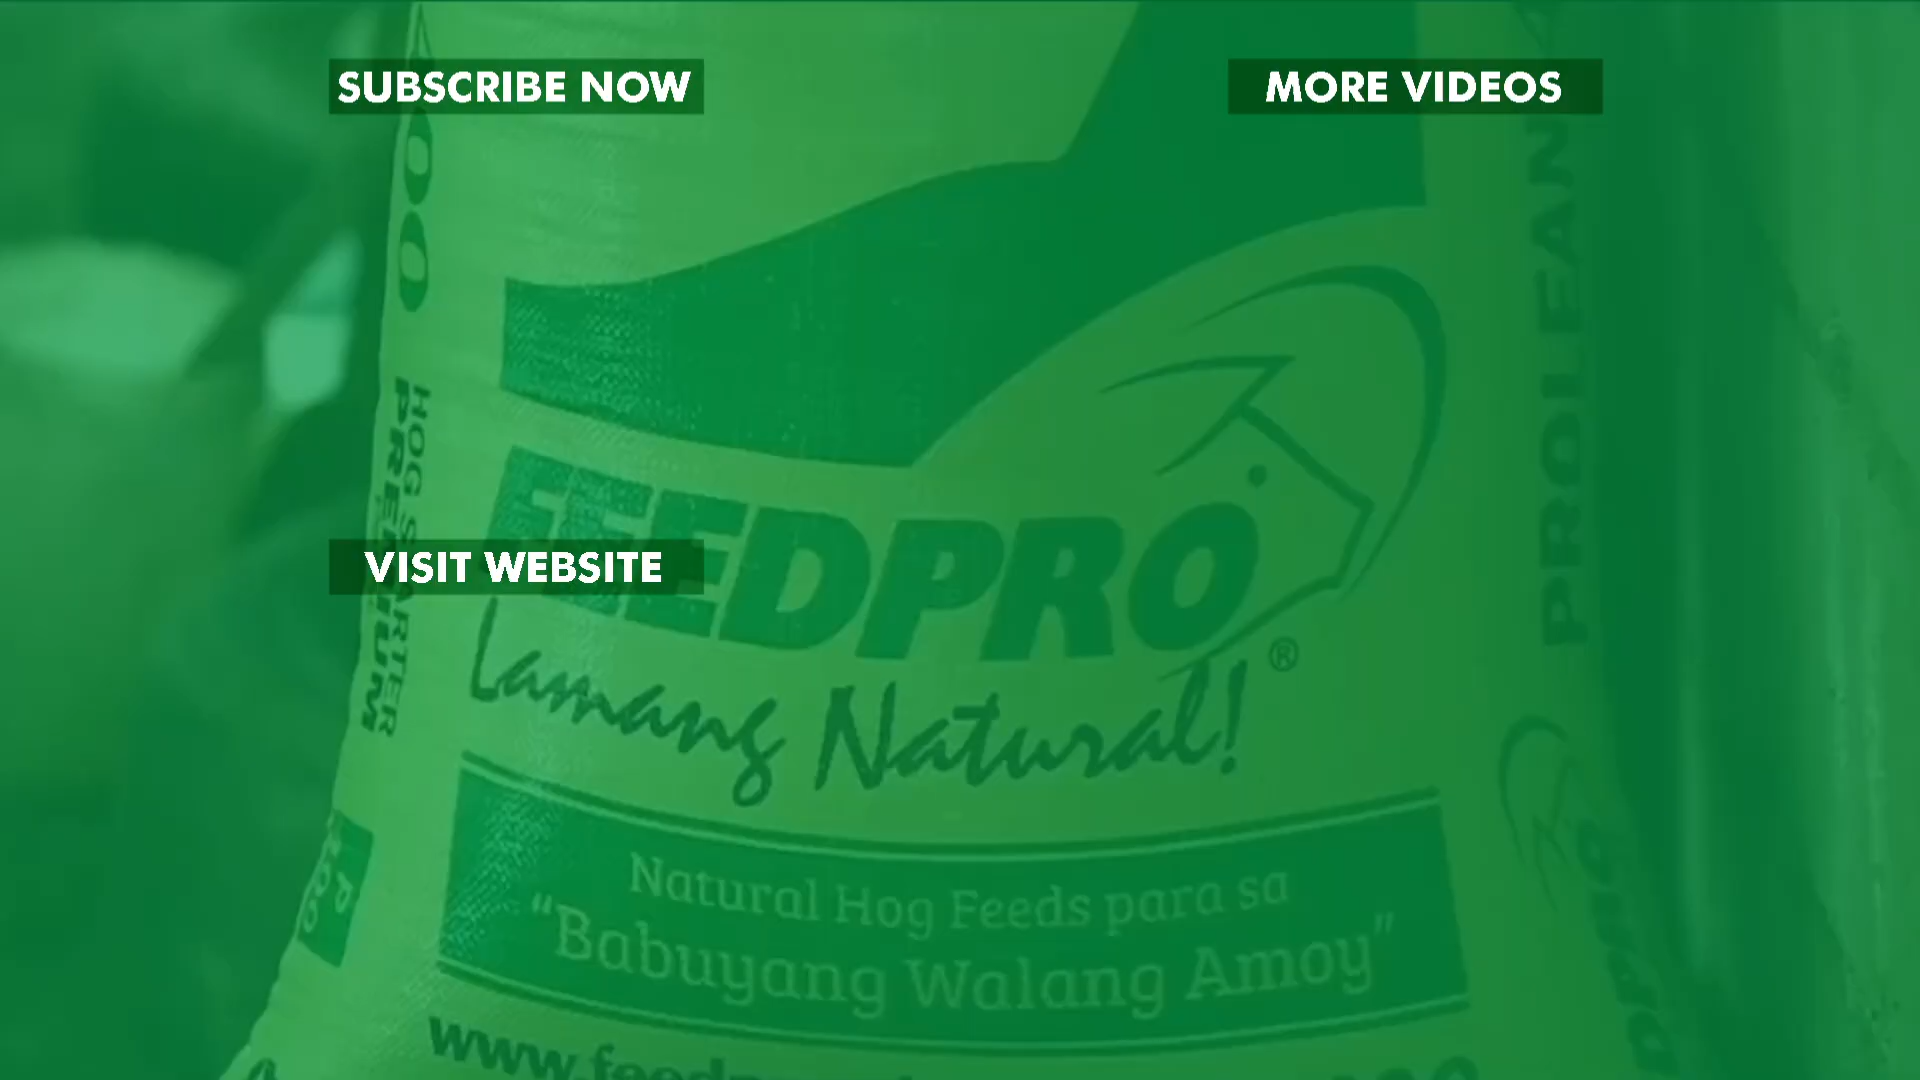 SUBSCRIBE NOW
MORE VIDEOS
VISIT WEBSITE
FEEDPRO
®
Lamang Natural!
Natural Hog Feeds para sa
“Babuyang Walang Amoy”
HOG STARTER
PREMIUM
PROLEAN